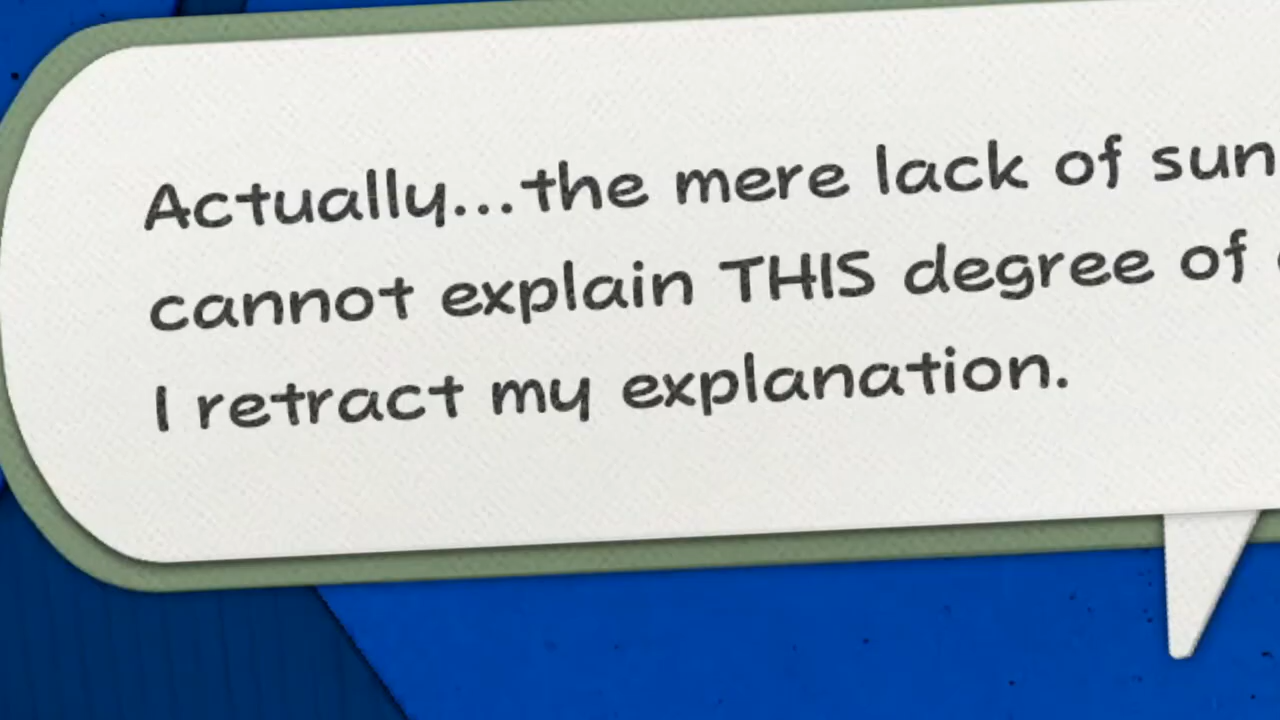 Actually...the mere lack of sun
cannot explain THIS degree of
I retract my explanation.